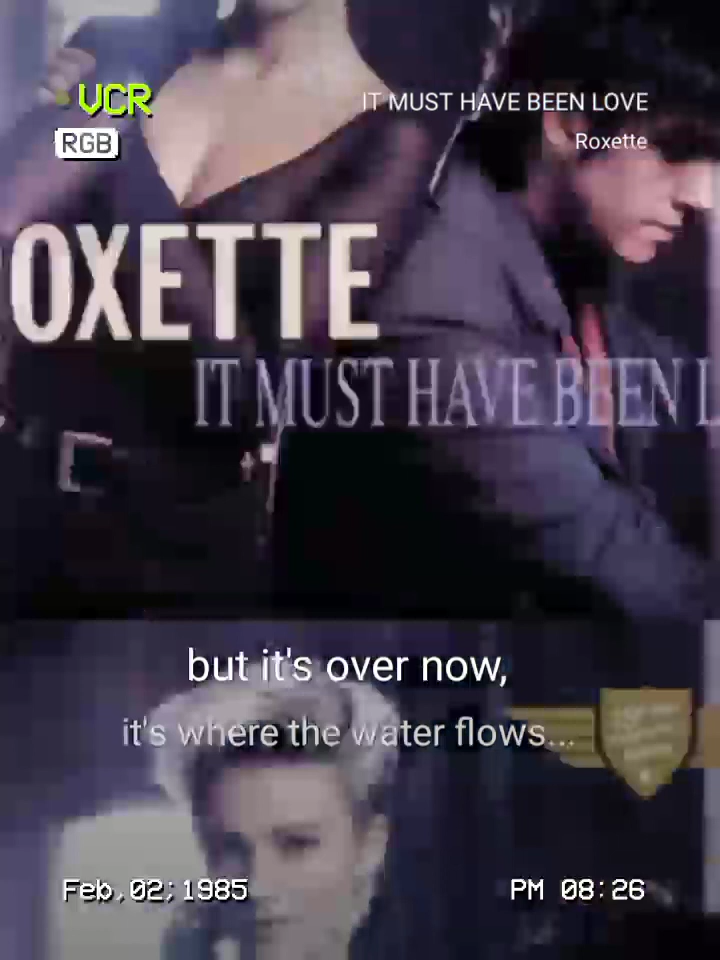 VCR
RGB
IT MUST HAVE BEEN LOVE
Roxette
OXETTE
IT MUST HAVE BEEN L
but it's over now,
it's where the water flows...
Feb,02;1985
PM 08:26